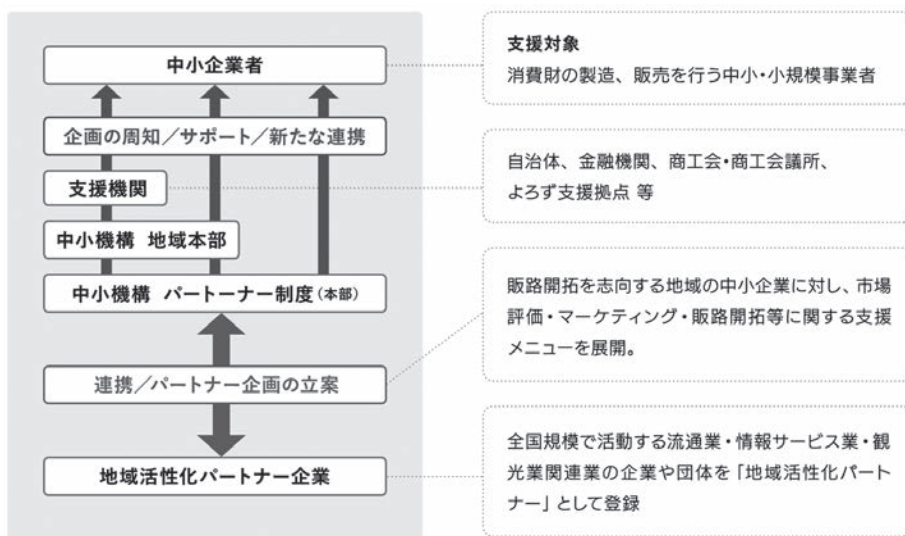 中小企業者
企画の周知／サポート／新たな連携
支援機関
中小機構 地域本部
中小機構 パートーナー制度(本部)
連携／パートナー企画の立案
地域活性化パートナー企業
支援対象
消費財の製造、販売を行う中小・小規模事業者
自治体、金融機関、商工会・商工会議所、
よろず支援拠点 等
販路開拓を志向する地域の中小企業に対し、市場
評価・マーケティング・販路開拓等に関する支援
メニューを展開。
全国規模で活動する流通業・情報サービス業・観
光業関連業の企業や団体を「地域活性化パート
ナー」として登録